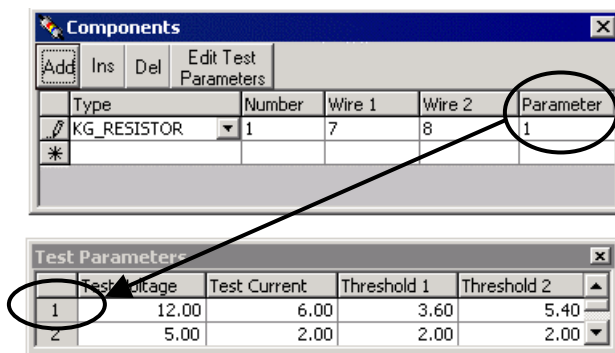 Components
Add Ins Del Edit Test Parameters
Type Number Wire 1 Wire 2 Parameter
KG_RESISTOR 1 7 8 1
Test Parameters
Test Voltage Test Current Threshold 1 Threshold 2
1 12.00 6.00 3.60 5.40
2 5.00 2.00 2.00 2.00